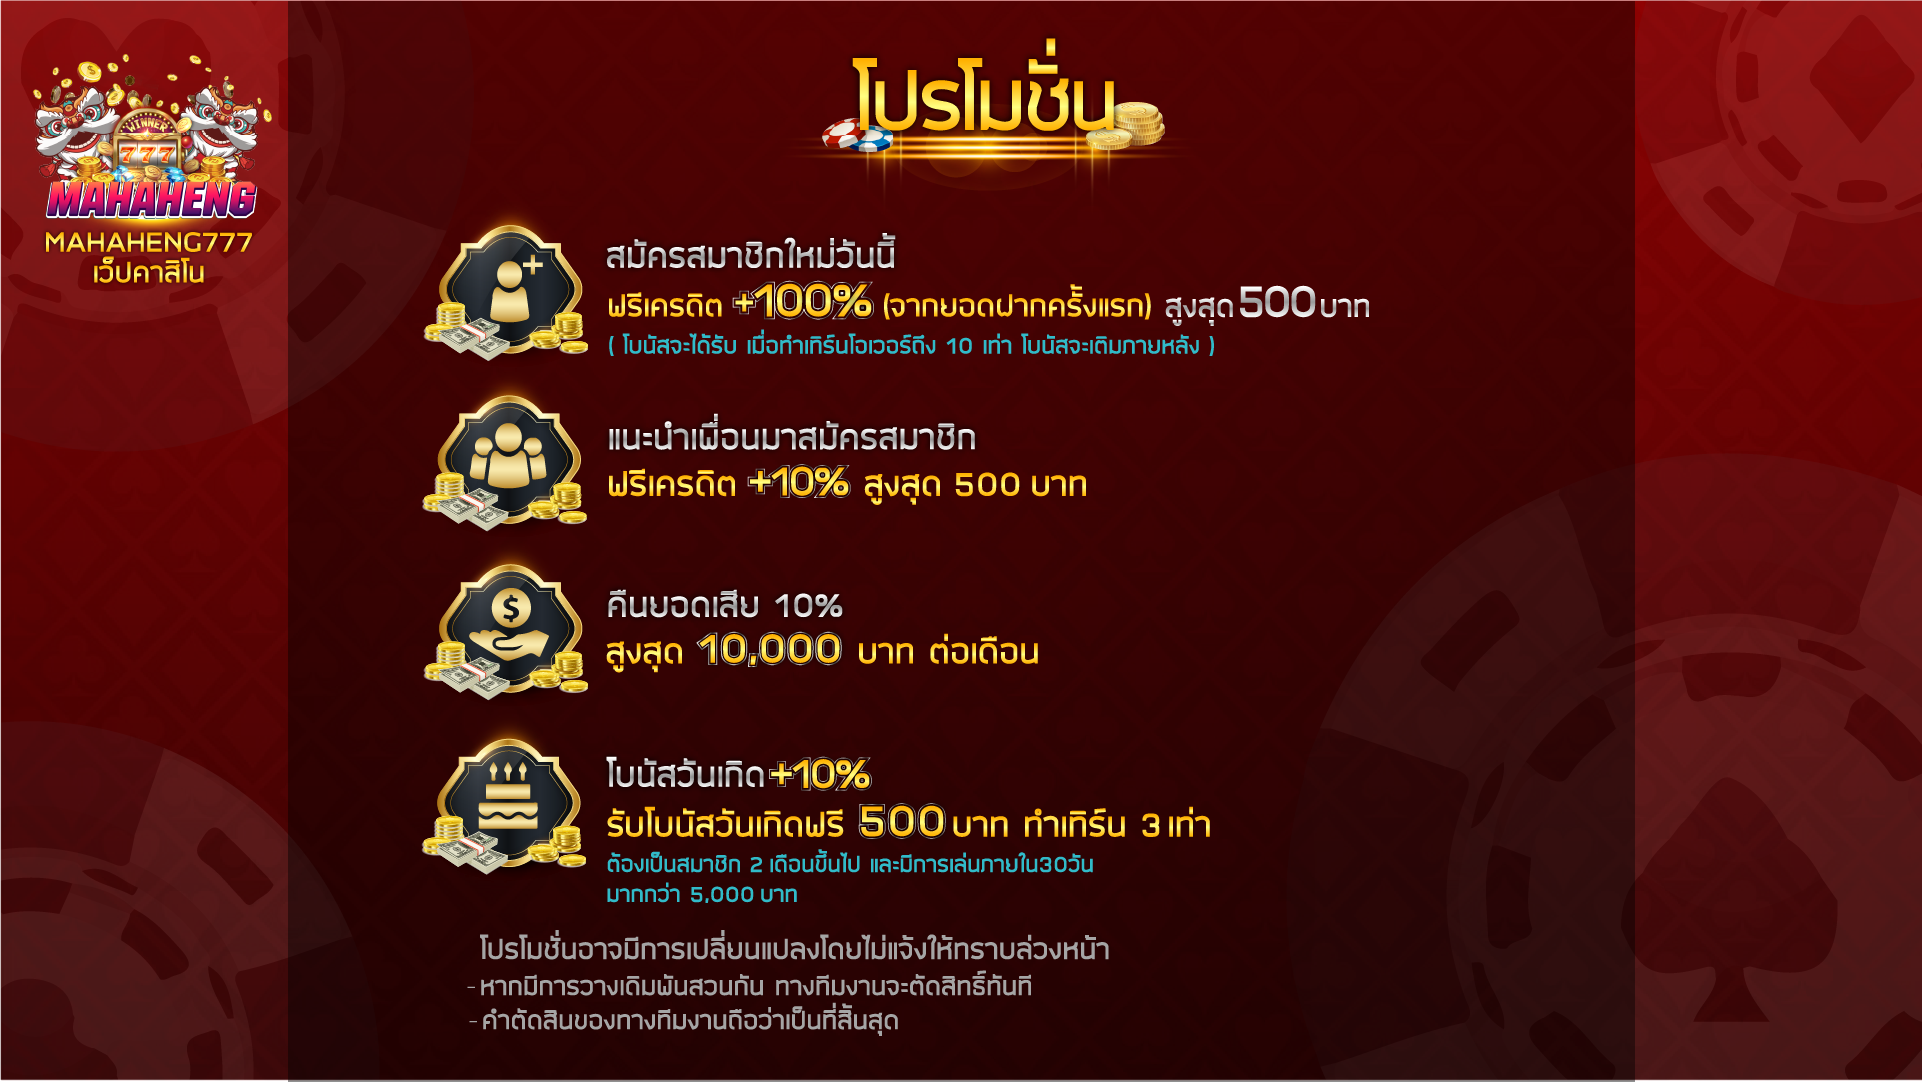 WINNER
777
MAHAHENG
MAHAHENG777
เว็ปคาสิโน
โปรโมชั่น
สมัครสมาชิกใหม่วันนี้
ฟรีเครดิต +100% (จากยอดฝากครั้งแรก) สูงสุด 500 บาท
( โบนัสจะได้รับ เมื่อทำเทิร์นโอเวอร์ถึง 10 เท่า โบนัสจะเติมภายหลัง )
แนะนำเพื่อนมาสมัครสมาชิก
ฟรีเครดิต +10% สูงสุด 500 บาท
คืนยอดเสีย 10%
สูงสุด 10,000 บาท ต่อเดือน
โบนัสวันเกิด +10%
รับโบนัสวันเกิดฟรี 500 บาท ทำเทิร์น 3 เท่า
ต้องเป็นสมาชิก 2 เดือนขึ้นไป และมีการเล่นภายใน30วัน
มากกว่า 5,000 บาท
โปรโมชั่นอาจมีการเปลี่ยนแปลงโดยไม่แจ้งให้ทราบล่วงหน้า
- หากมีการวางเดิมพันสวนกัน ทางทีมงานจะตัดสิทธิ์ทันที
- คำตัดสินของทางทีมงานถือว่าเป็นที่สิ้นสุด